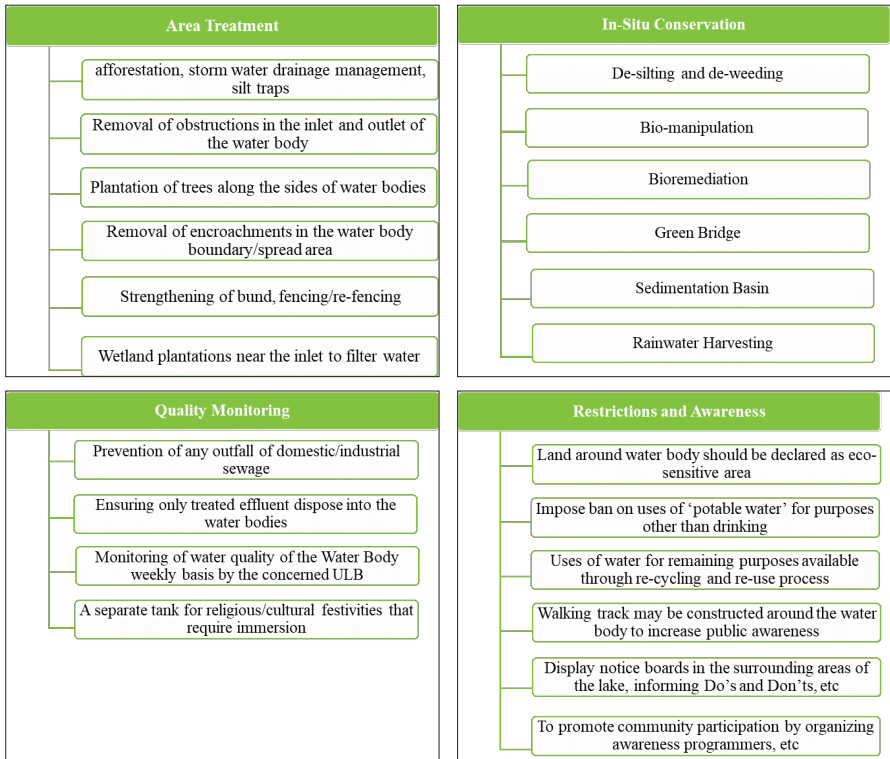 Area Treatment
afforestation, storm water drainage management,
silt traps
Removal of obstructions in the inlet and outlet of
the water body
Plantation of trees along the sides of water bodies
Removal of encroachments in the water body
boundary/spread area
Strengthening of bund, fencing/re-fencing
Wetland plantations near the inlet to filter water
In-Situ Conservation
De-silting and de-weeding
Bio-manipulation
Bioremediation
Green Bridge
Sedimentation Basin
Rainwater Harvesting
Quality Monitoring
Prevention of any outfall of domestic/industrial
sewage
Ensuring only treated effluent dispose into the
water bodies
Monitoring of water quality of the Water Body
weekly basis by the concerned ULB
A separate tank for religious/cultural festivities that
require immersion
Restrictions and Awareness
Land around water body should be declared as eco-
sensitive area
Impose ban on uses of ‘potable water’ for purposes
other than drinking
Uses of water for remaining purposes available
through re-cycling and re-use process
Walking track may be constructed around the water
body to increase public awareness
Display notice boards in the surrounding areas of
the lake, informing Do’s and Don’ts, etc
To promote community participation by organizing
awareness programmers, etc